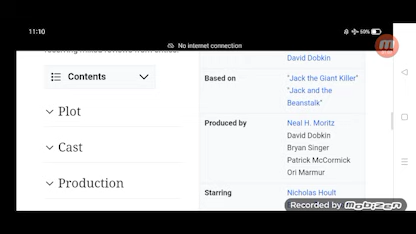 11:10
50%
No internet connection
David Dobkin
Contents
Based on
"Jack the Giant Killer"
"Jack and the
Beanstalk"
Plot
Produced by
Neal H. Moritz
David Dobkin
Bryan Singer
Patrick McCormick
Ori Marmur
Cast
Production
Starring
Nicholas Hoult
Recorded by Mobizen